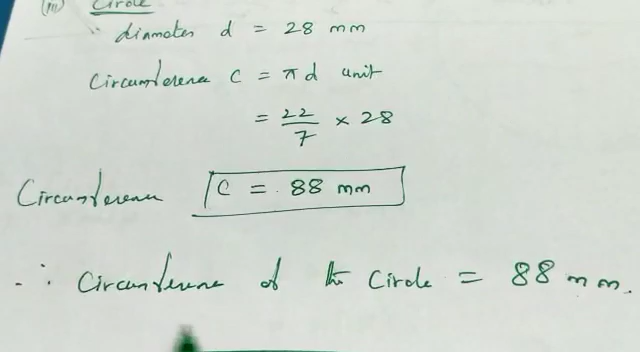 (iii) Circle
∵ diameter d = 28 mm
Circumference C = πd unit
= 22/7 × 28
Circumference C = 88 mm
∴ Circumference of the Circle = 88 mm.